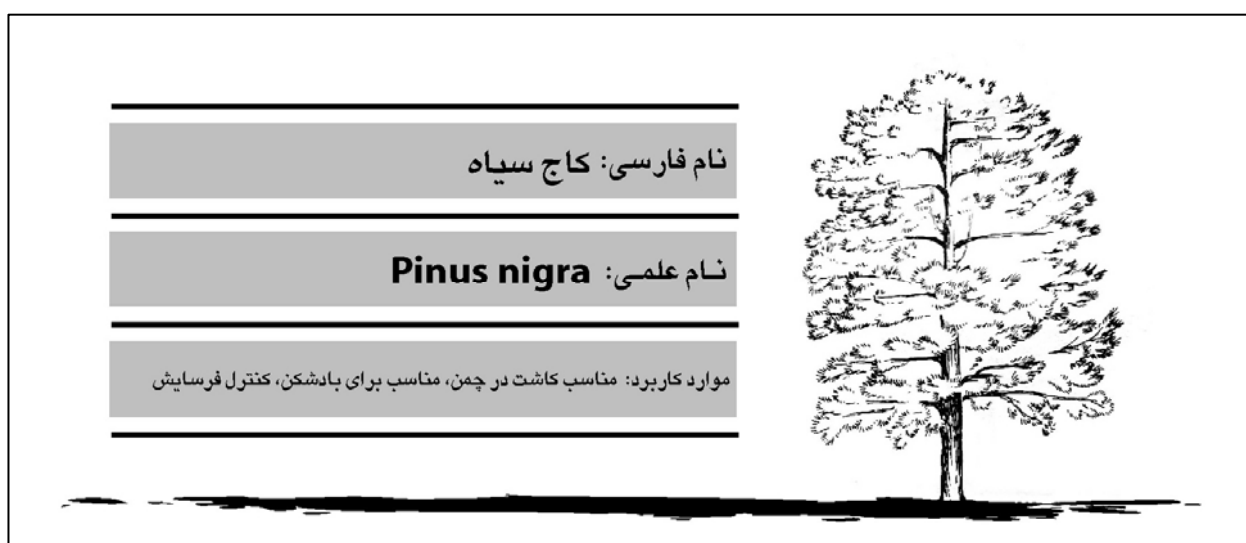 نام فارسی: کاج سیاه
نام علمی: Pinus nigra
موارد کاربرد: مناسب کاشت در چمن، مناسب برای بادشکن، کنترل فرسایش